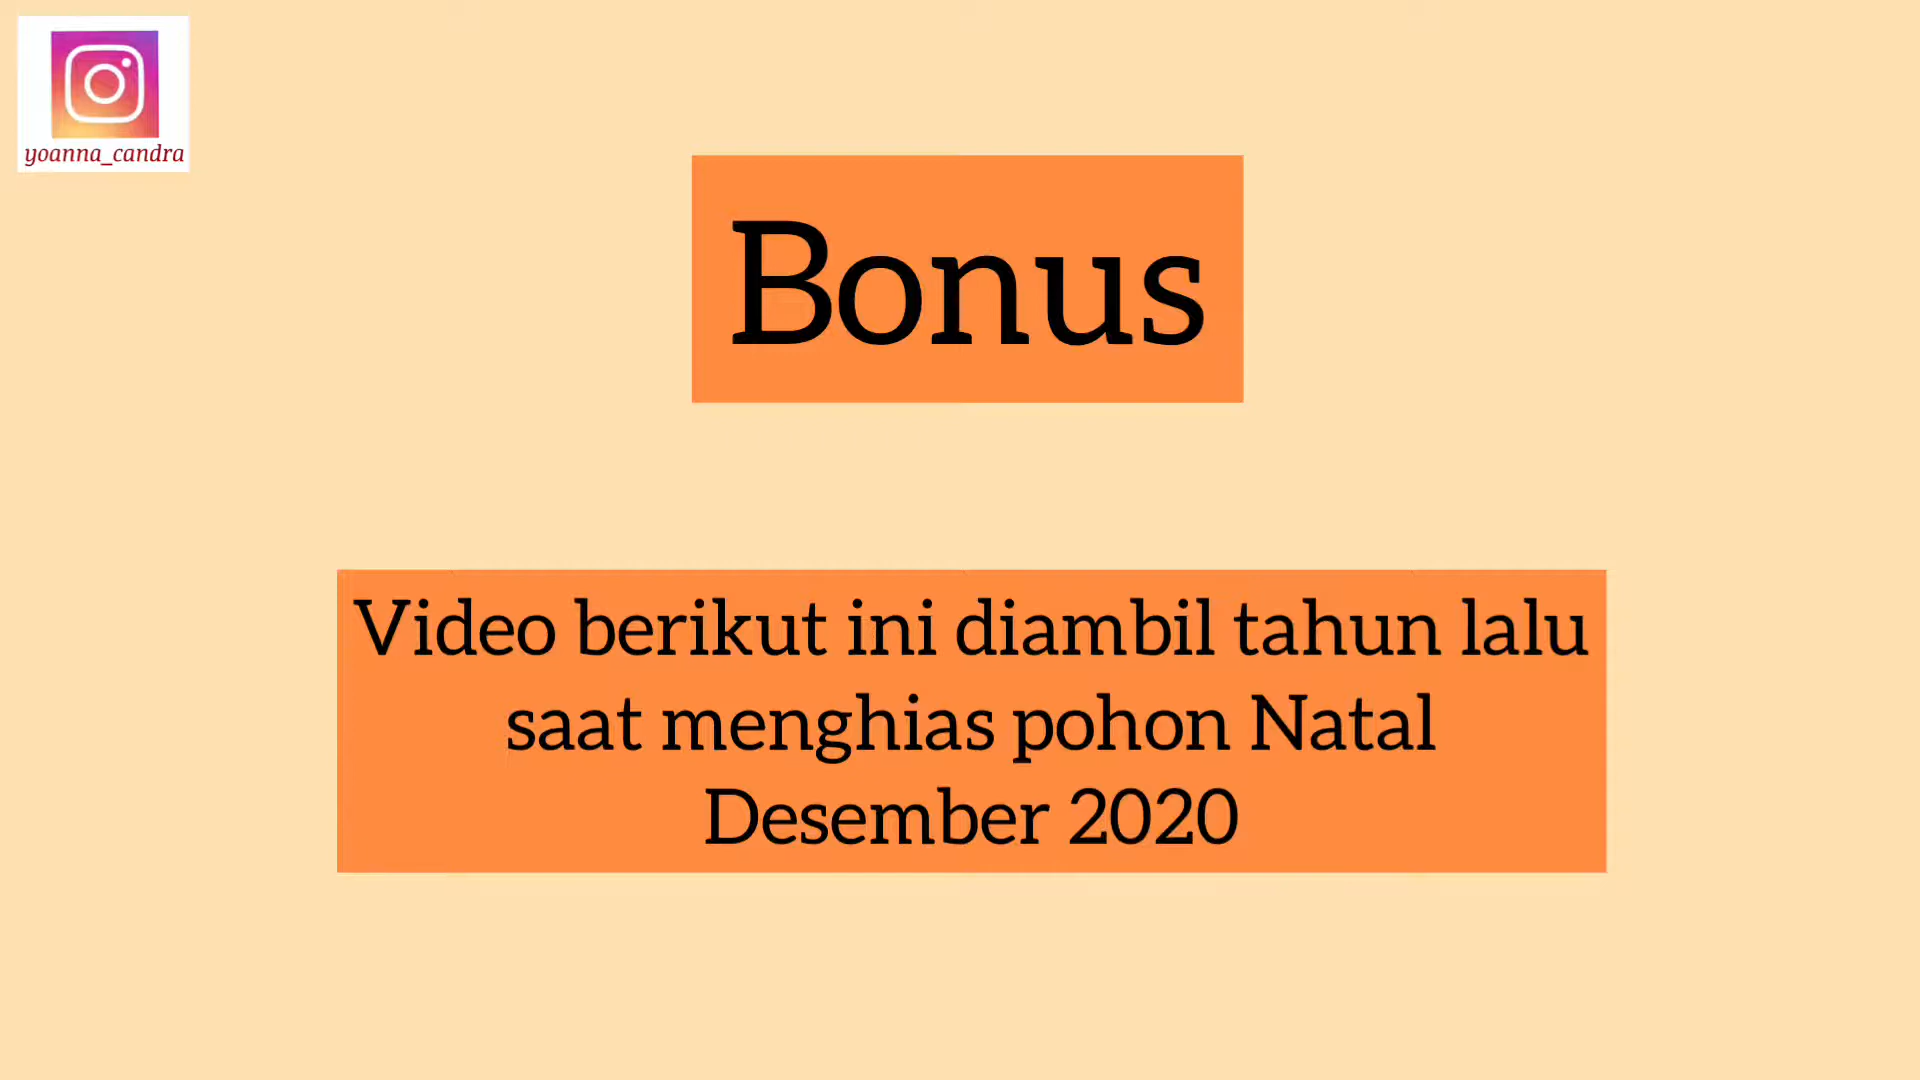 yoanna_candra
Bonus
Video berikut ini diambil tahun lalu
saat menghias pohon Natal
Desember 2020